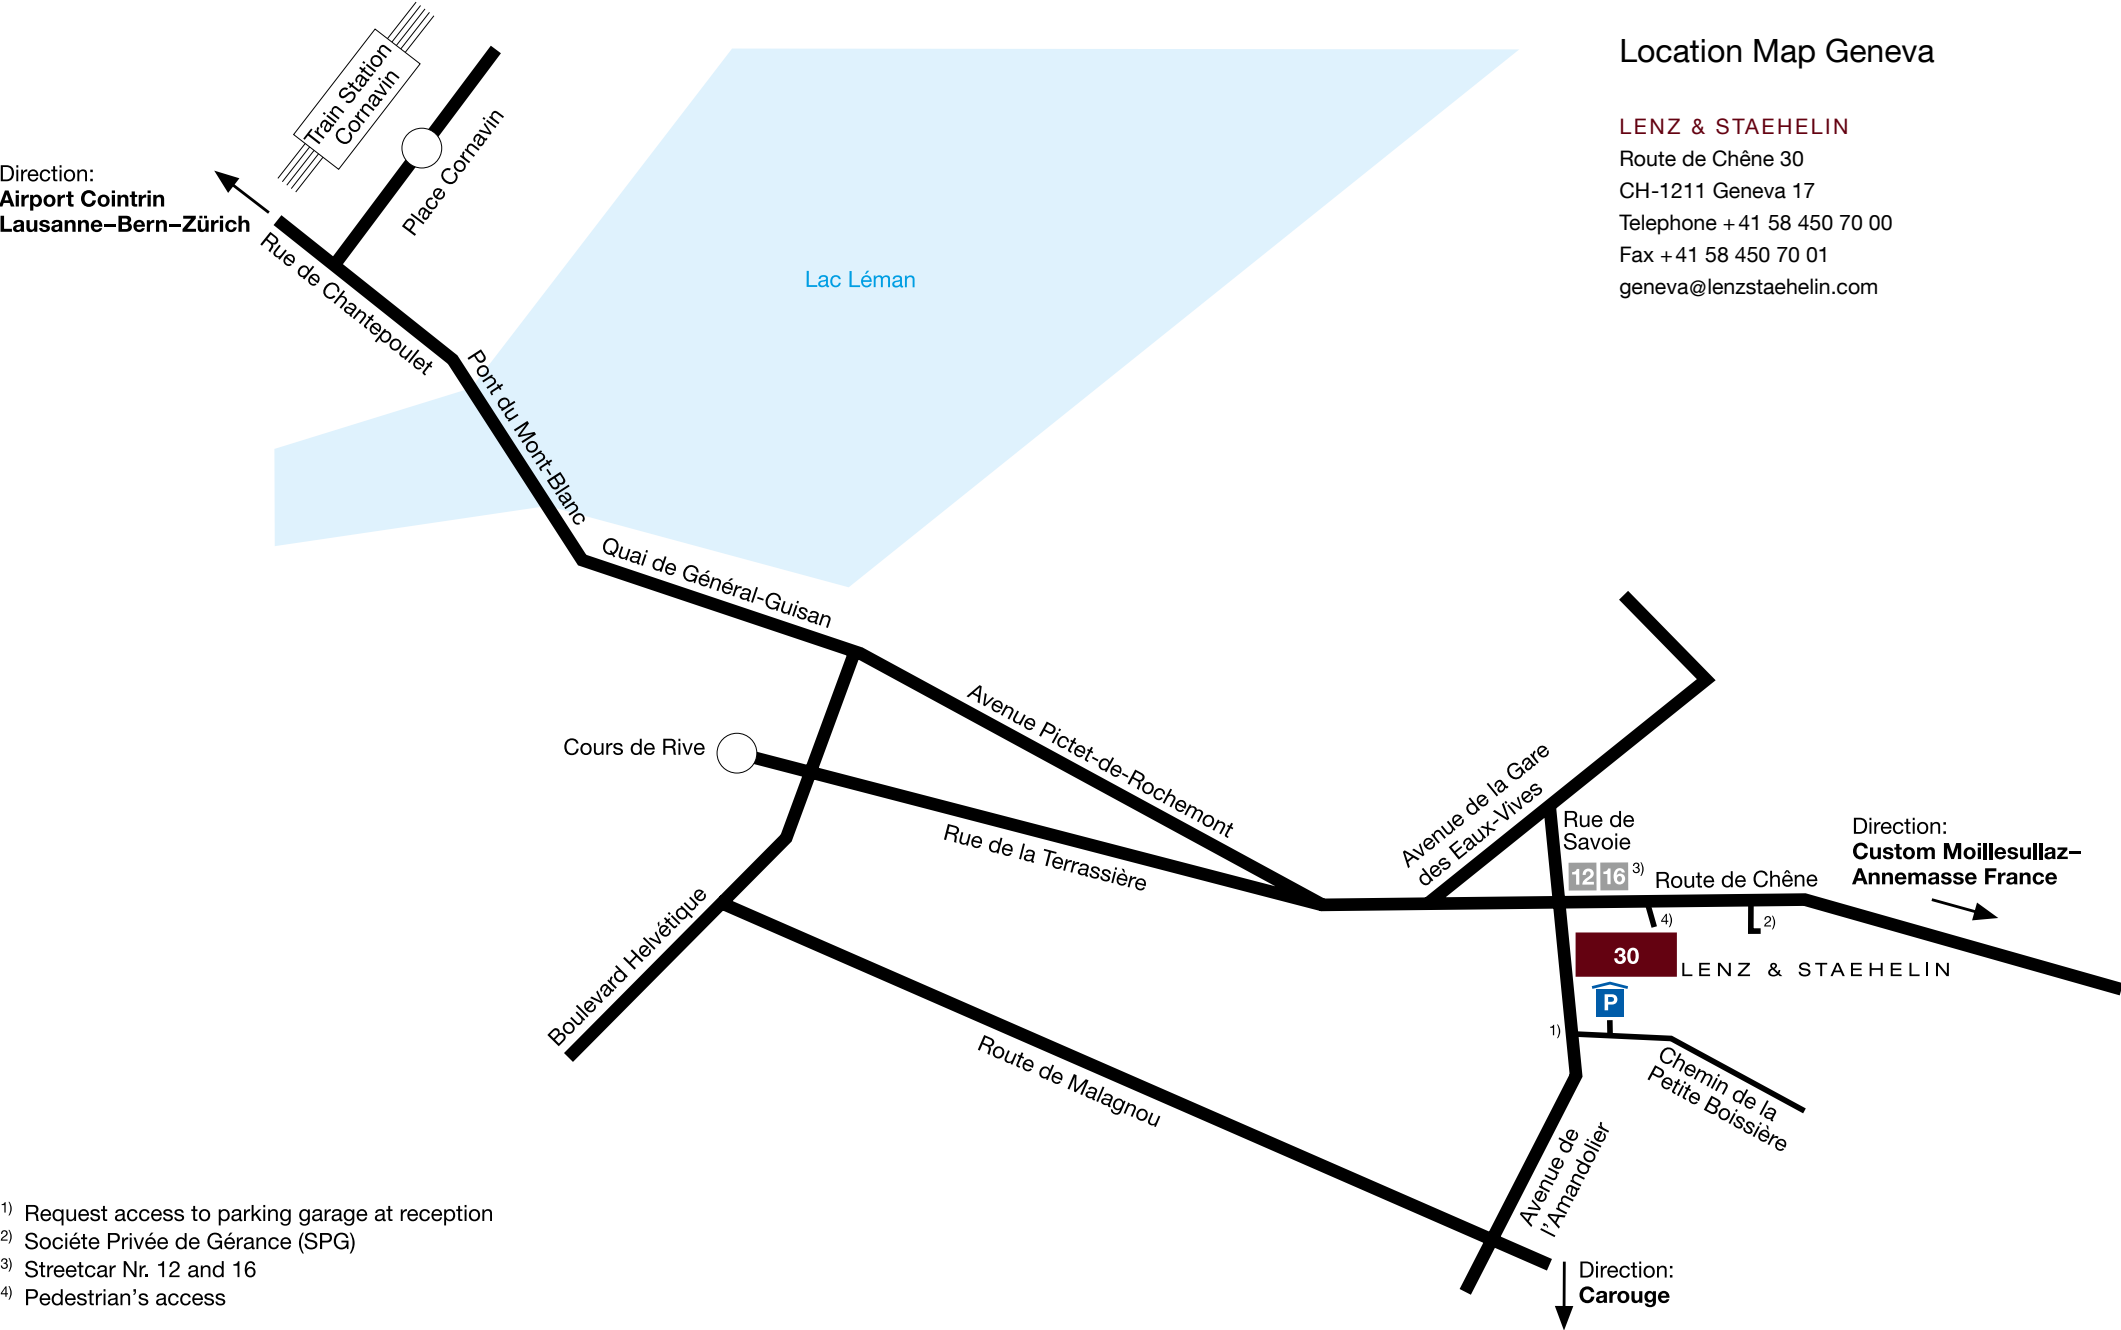 Location Map Geneva
LENZ & STAEHELIN
Route de Chêne 30
CH-1211 Geneva 17
Telephone +41 58 450 70 00
Fax +41 58 450 70 01
geneva@lenzstaehelin.com
Train Station
Cornavin
Place Cornavin
Direction:
Airport Cointrin
Lausanne–Bern–Zürich
Rue de Chantepoulet
Lac Léman
Pont du Mont-Blanc
Quai de Général-Guisan
Avenue Pictet-de-Rochemont
Cours de Rive
Rue de la Terrassière
Avenue de la Gare
des Eaux-Vives
Rue de
Savoie
12 16 3)
Route de Chêne
Direction:
Custom Moillesullaz–
Annemasse France
4)
2)
30
LENZ & STAEHELIN
P
1)
Boulevard Helvétique
Route de Malagnou
Chemin de la
Petite Boissière
Avenue de
l'Amandolier
Direction:
Carouge
1) Request access to parking garage at reception
2) Sociéte Privée de Gérance (SPG)
3) Streetcar Nr. 12 and 16
4) Pedestrian's access